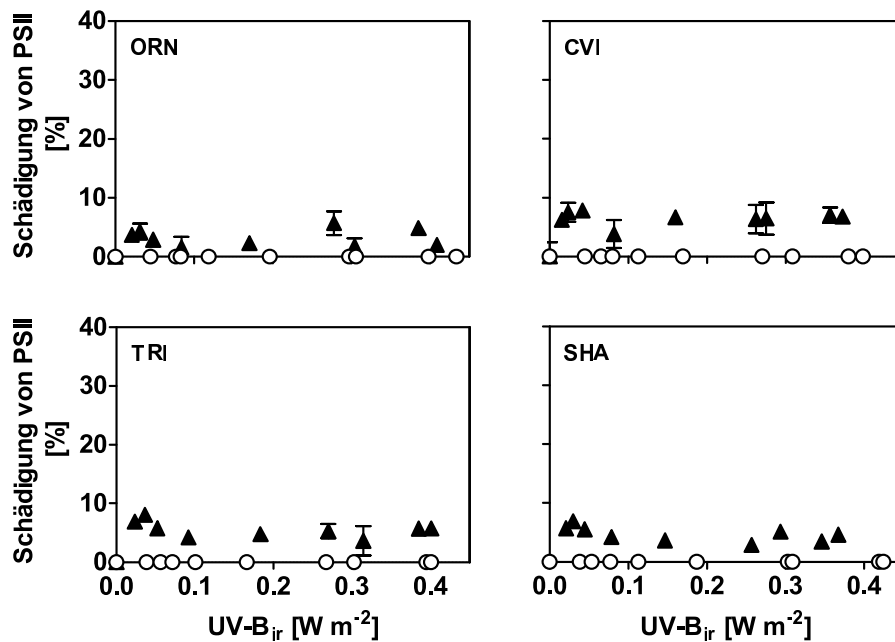 40
30
20
10
0
Schädigung von PSII
[%]
ORN
CVI
40
30
20
10
0
Schädigung von PSII
[%]
TRI
SHA
0.0 0.1 0.2 0.3 0.4
0.0 0.1 0.2 0.3 0.4
UV-B_jr [W m⁻²]
UV-B_jr [W m⁻²]